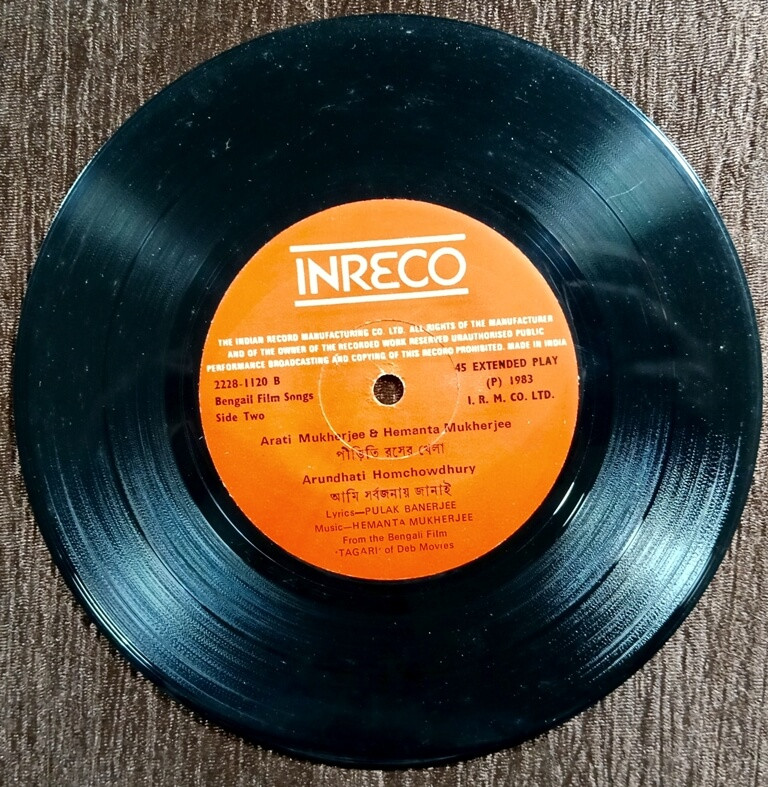 INRECO
THE INDIAN RECORD MANUFACTURING CO. LTD. ALL RIGHTS OF THE MANUFACTURER
AND OF THE OWNER OF THE RECORDED WORK RESERVED UNAUTHORISED PUBLIC
PERFORMANCE BROADCASTING AND COPYING OF THIS RECORD PROHIBITED. MADE IN INDIA
2228-1120 B
Bengail Film Songs
Side Two
45 EXTENDED PLAY
(P) 1983
I. R. M. CO. LTD.
Arati Mukherjee & Hemanta Mukherjee
পীড়িতি রসের খেলা
Arundhati Homchowdhury
আমি সর্বজনায় জানাই
Lyrics—PULAK BANERJEE
Music—HEMANTA MUKHERJEE
From the Bengali Film
'TAGARI' of Deb Movies